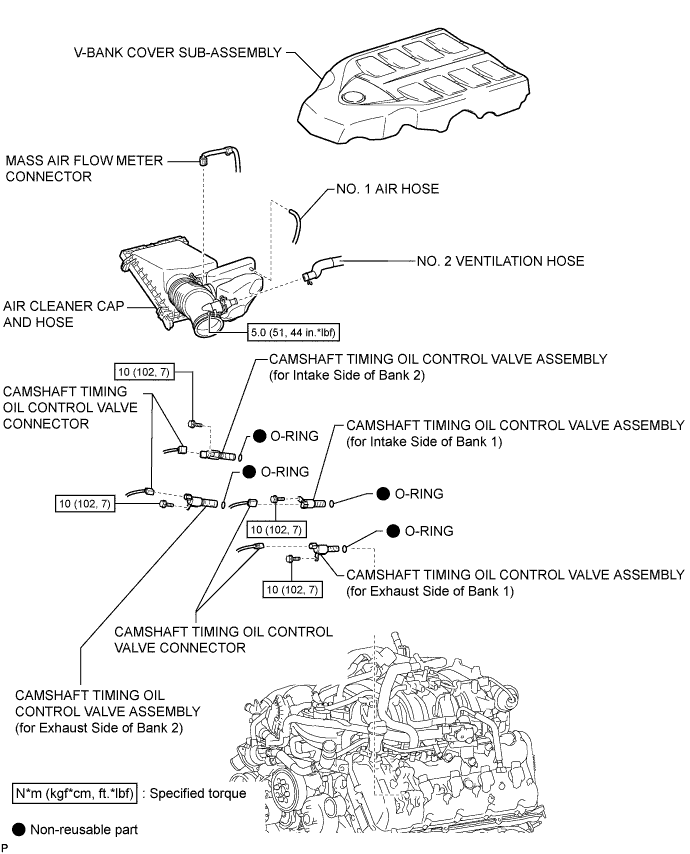 V-BANK COVER SUB-ASSEMBLY
MASS AIR FLOW METER
CONNECTOR
NO. 1 AIR HOSE
NO. 2 VENTILATION HOSE
AIR CLEANER CAP
AND HOSE
5.0 (51, 44 in.*lbf)
CAMSHAFT TIMING OIL CONTROL VALVE ASSEMBLY
(for Intake Side of Bank 2)
10 (102, 7)
CAMSHAFT TIMING
OIL CONTROL VALVE
CONNECTOR
O-RING
CAMSHAFT TIMING OIL CONTROL VALVE ASSEMBLY
(for Intake Side of Bank 1)
O-RING
O-RING
10 (102, 7)
10 (102, 7)
O-RING
CAMSHAFT TIMING OIL CONTROL VALVE ASSEMBLY
(for Exhaust Side of Bank 1)
10 (102, 7)
CAMSHAFT TIMING OIL CONTROL
VALVE CONNECTOR
CAMSHAFT TIMING OIL
CONTROL VALVE ASSEMBLY
(for Exhaust Side of Bank 2)
N*m (kgf*cm, ft.*lbf) : Specified torque
Non-reusable part
P